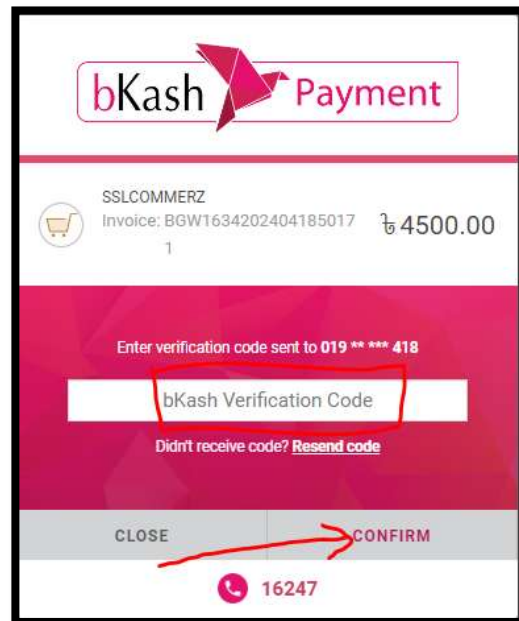 bKash Payment
SSLCOMMERZ
Invoice: BGW1634202404185017
1
৳ 4500.00
Enter verification code sent to 019 ** *** 418
bKash Verification Code
Didn't receive code? Resend code
CLOSE
CONFIRM
16247